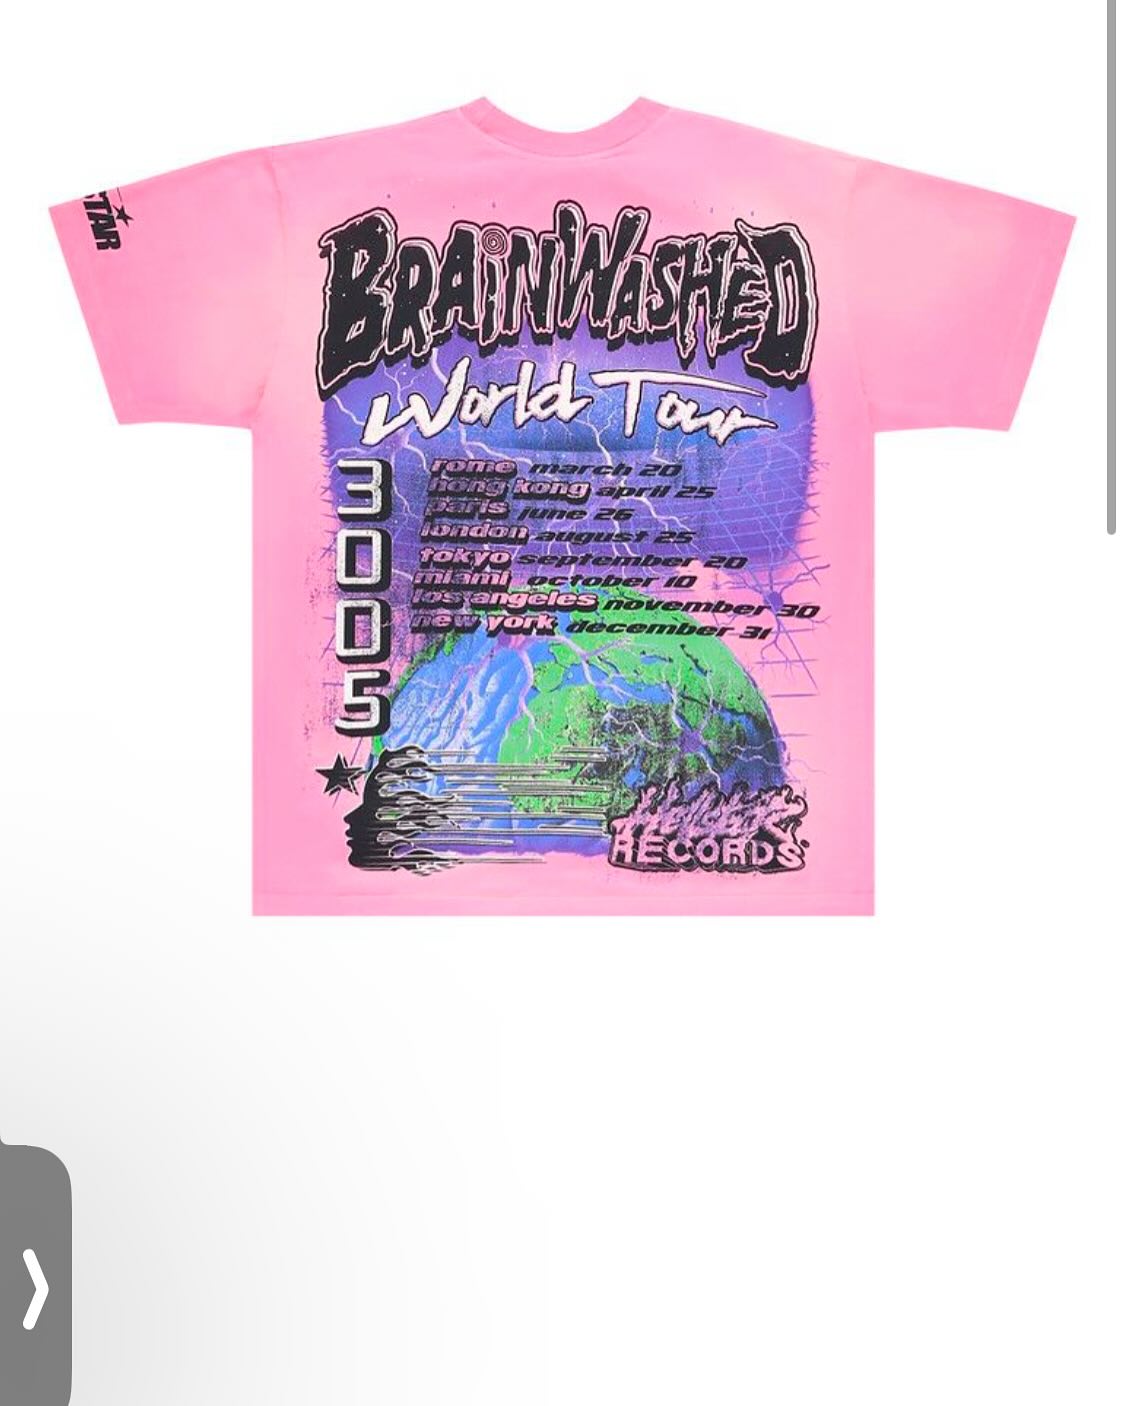 STAR
BRAiNWaSHED
World Tour
3005
rome march 20
hong kong april 25
paris june 26
london august 25
tokyo september 20
miami october 10
los angeles november 30
new york december 31
RECORDS